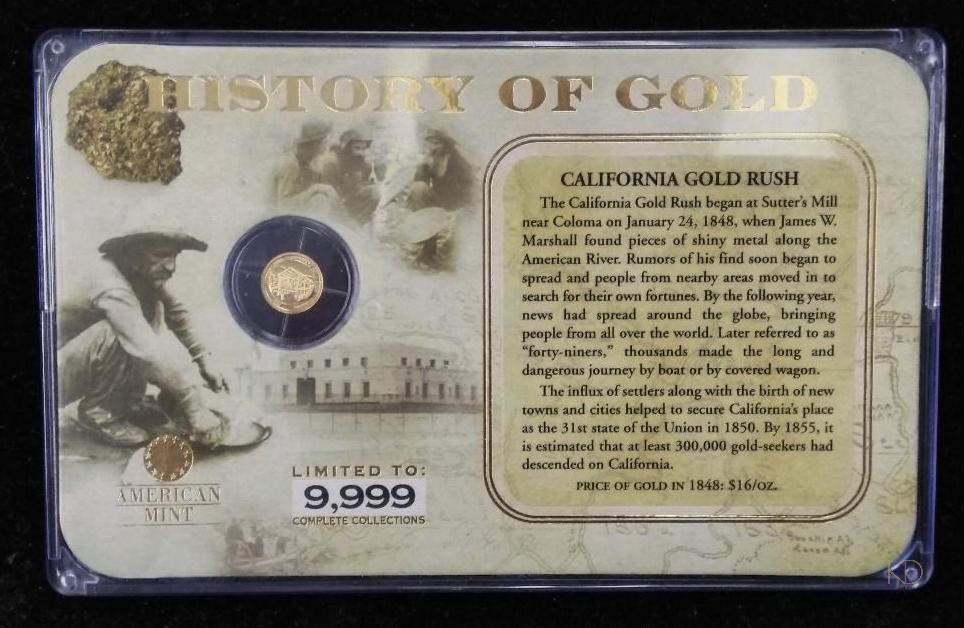 HISTORY OF GOLD
CALIFORNIA GOLD RUSH
The California Gold Rush began at Sutter's Mill
near Coloma on January 24, 1848, when James W.
Marshall found pieces of shiny metal along the
American River. Rumors of his find soon began to
spread and people from nearby areas moved in to
search for their own fortunes. By the following year,
news had spread around the globe, bringing
people from all over the world. Later referred to as
“forty-niners,” thousands made the long and
dangerous journey by boat or by covered wagon.
The influx of settlers along with the birth of new
towns and cities helped to secure California's place
as the 31st state of the Union in 1850. By 1855, it
is estimated that at least 300,000 gold-seekers had
descended on California.
PRICE OF GOLD IN 1848: $16/OZ.
AMERICAN
MINT
LIMITED TO:
9,999
COMPLETE COLLECTIONS
KD